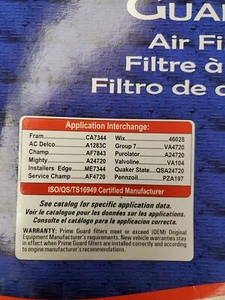 GUAR
Air Fi
Filtre à
Filtro de a
Application Interchange:
Fram..................CA7344
AC Delco...........A1283C
Champ...............AF7843
Mighty................A24720
Installers Edge...ME7344
Service Champ...AF4720
Wix.....................46028
Group 7..............VA4720
Purolator............A24720
Valvoline.............VA104
Quaker State......QSA24720
Pennzoil.............PZA197
ISO/QS/TS16949 Certified Manufacturer
See catalog for specific application data.
Voir le catalogue pour les données sur les applications.
Consulte el catálogo para la correcto aplicación.
WARRANTY: Prime Guard filters meet or exceed (OEM) Original
Equipment Manufacturer's requirements. New vehicle warranties stay
in effect when Prime Guard filters are installed correctly and according
to engine manufacturer's recommendations.